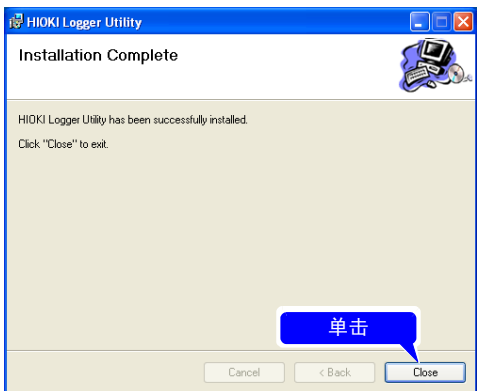 HIOKI Logger Utility
Installation Complete
HIOKI Logger Utility has been successfully installed.
Click "Close" to exit.
单击
Cancel
< Back
Close